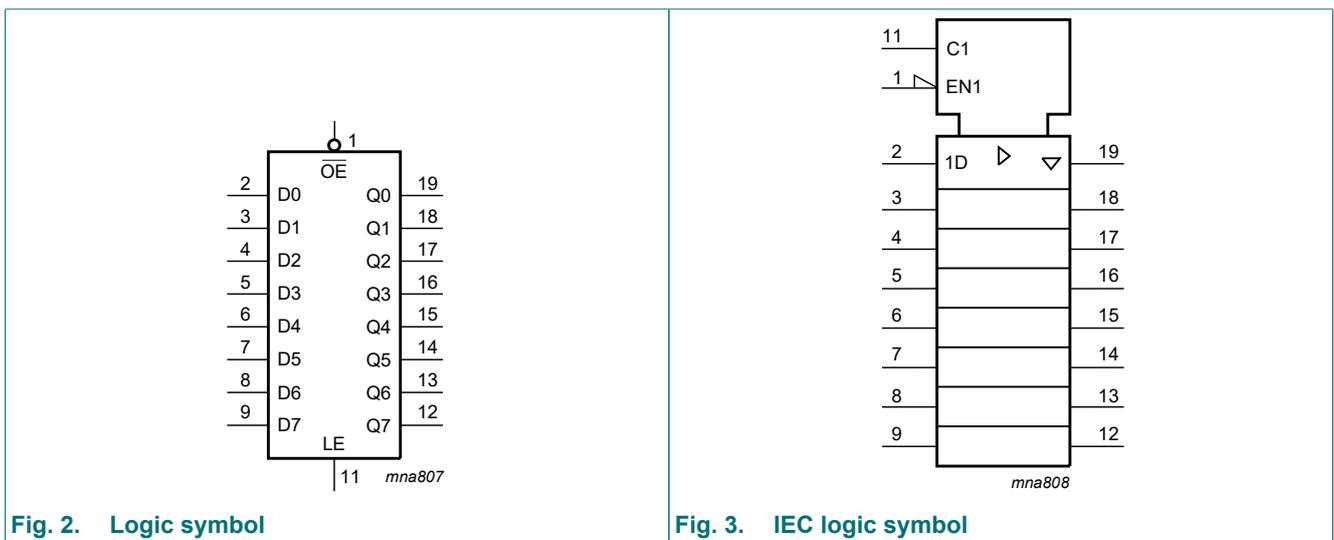 1
OE
2 D0 Q0 19
3 D1 Q1 18
4 D2 Q2 17
5 D3 Q3 16
6 D4 Q4 15
7 D5 Q5 14
8 D6 Q6 13
9 D7 Q7 12
LE
11 mna807
Fig. 2. Logic symbol
11 C1
1 EN1
2 1D 19
3 18
4 17
5 16
6 15
7 14
8 13
9 12
mna808
Fig. 3. IEC logic symbol